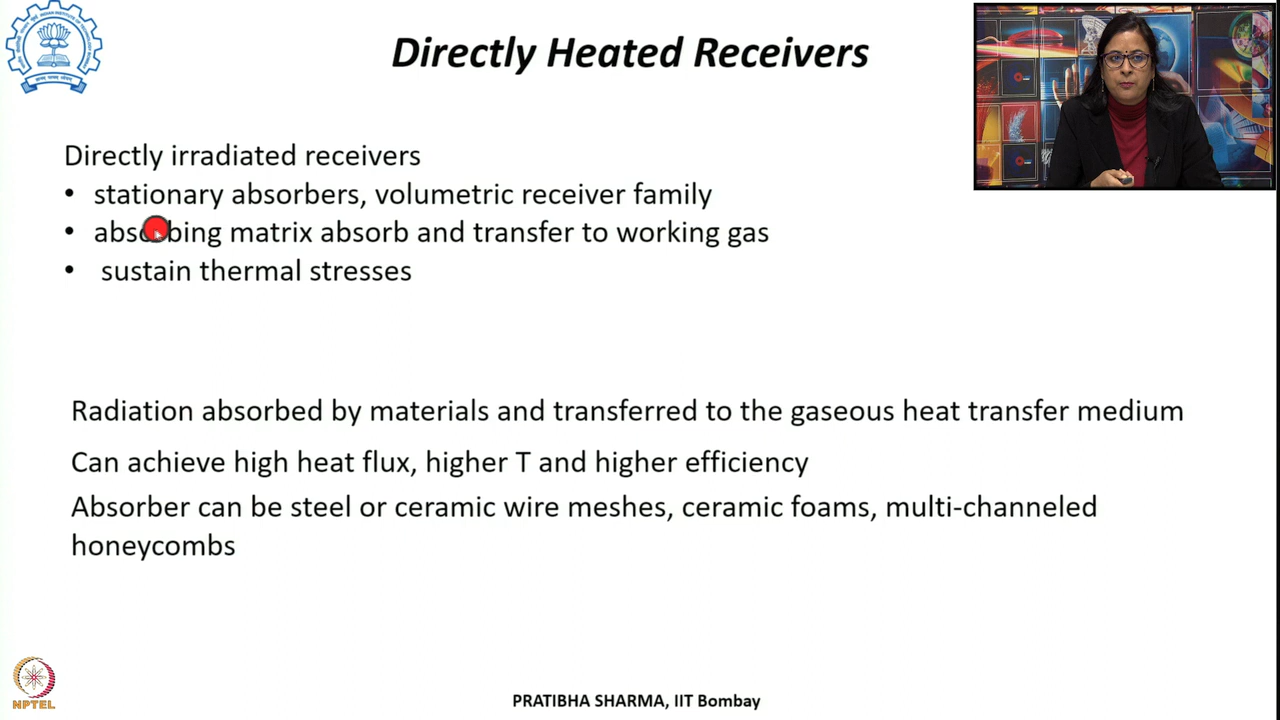 Directly Heated Receivers
Directly irradiated receivers
• stationary absorbers, volumetric receiver family
• absorbing matrix absorb and transfer to working gas
• sustain thermal stresses
Radiation absorbed by materials and transferred to the gaseous heat transfer medium
Can achieve high heat flux, higher T and higher efficiency
Absorber can be steel or ceramic wire meshes, ceramic foams, multi-channeled
honeycombs
NPTEL
PRATIBHA SHARMA, IIT Bombay